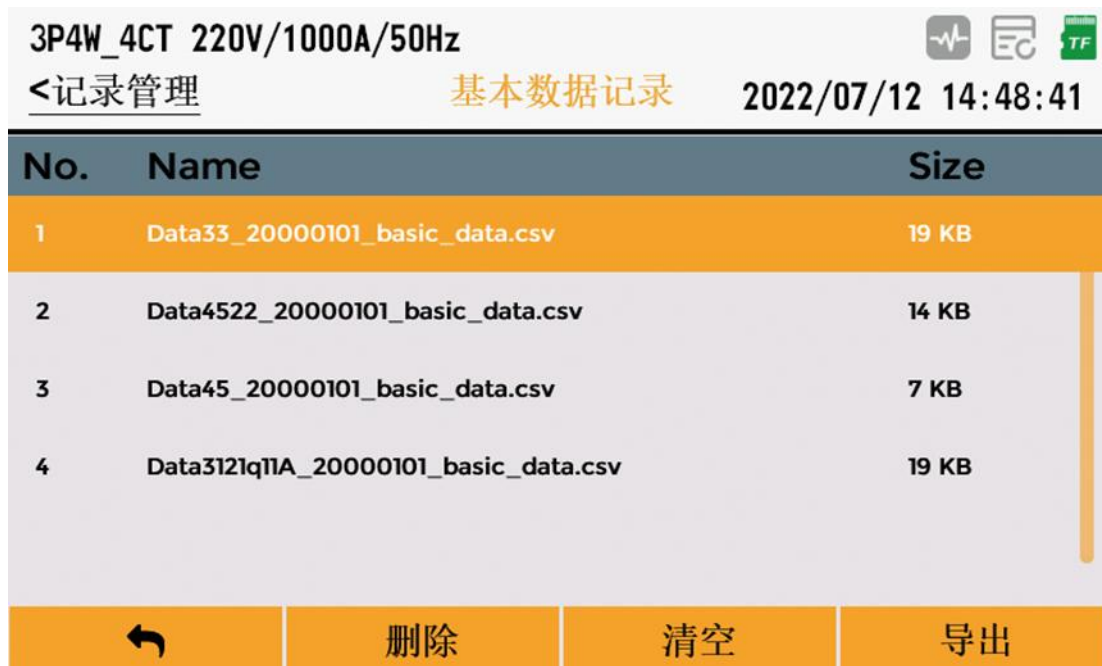 3P4W_4CT 220V/1000A/50Hz
TF
<记录管理 基本数据记录 2022/07/12 14:48:41
No. Name Size
1 Data33_20000101_basic_data.csv 19 KB
2 Data4522_20000101_basic_data.csv 14 KB
3 Data45_20000101_basic_data.csv 7 KB
4 Data3121q11A_20000101_basic_data.csv 19 KB
删除 清空 导出